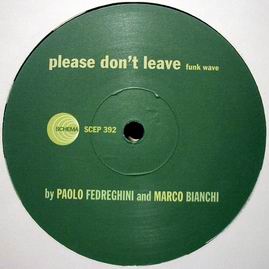 please don't leave funk wave
SCHEMA
SCEP 392
by PAOLO FEDREGHINI and MARCO BIANCHI